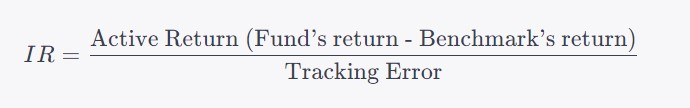 IR = Active Return (Fund's return - Benchmark's return)
Tracking Error